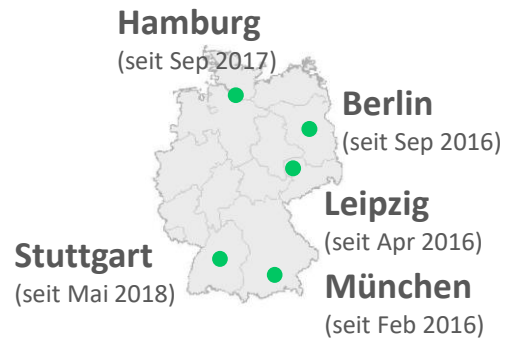 Hamburg
(seit Sep 2017)
Berlin
(seit Sep 2016)
Leipzig
(seit Apr 2016)
Stuttgart
(seit Mai 2018)
München
(seit Feb 2016)